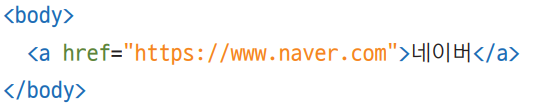 <body>
<a href="https://www.naver.com">네이버</a>
</body>